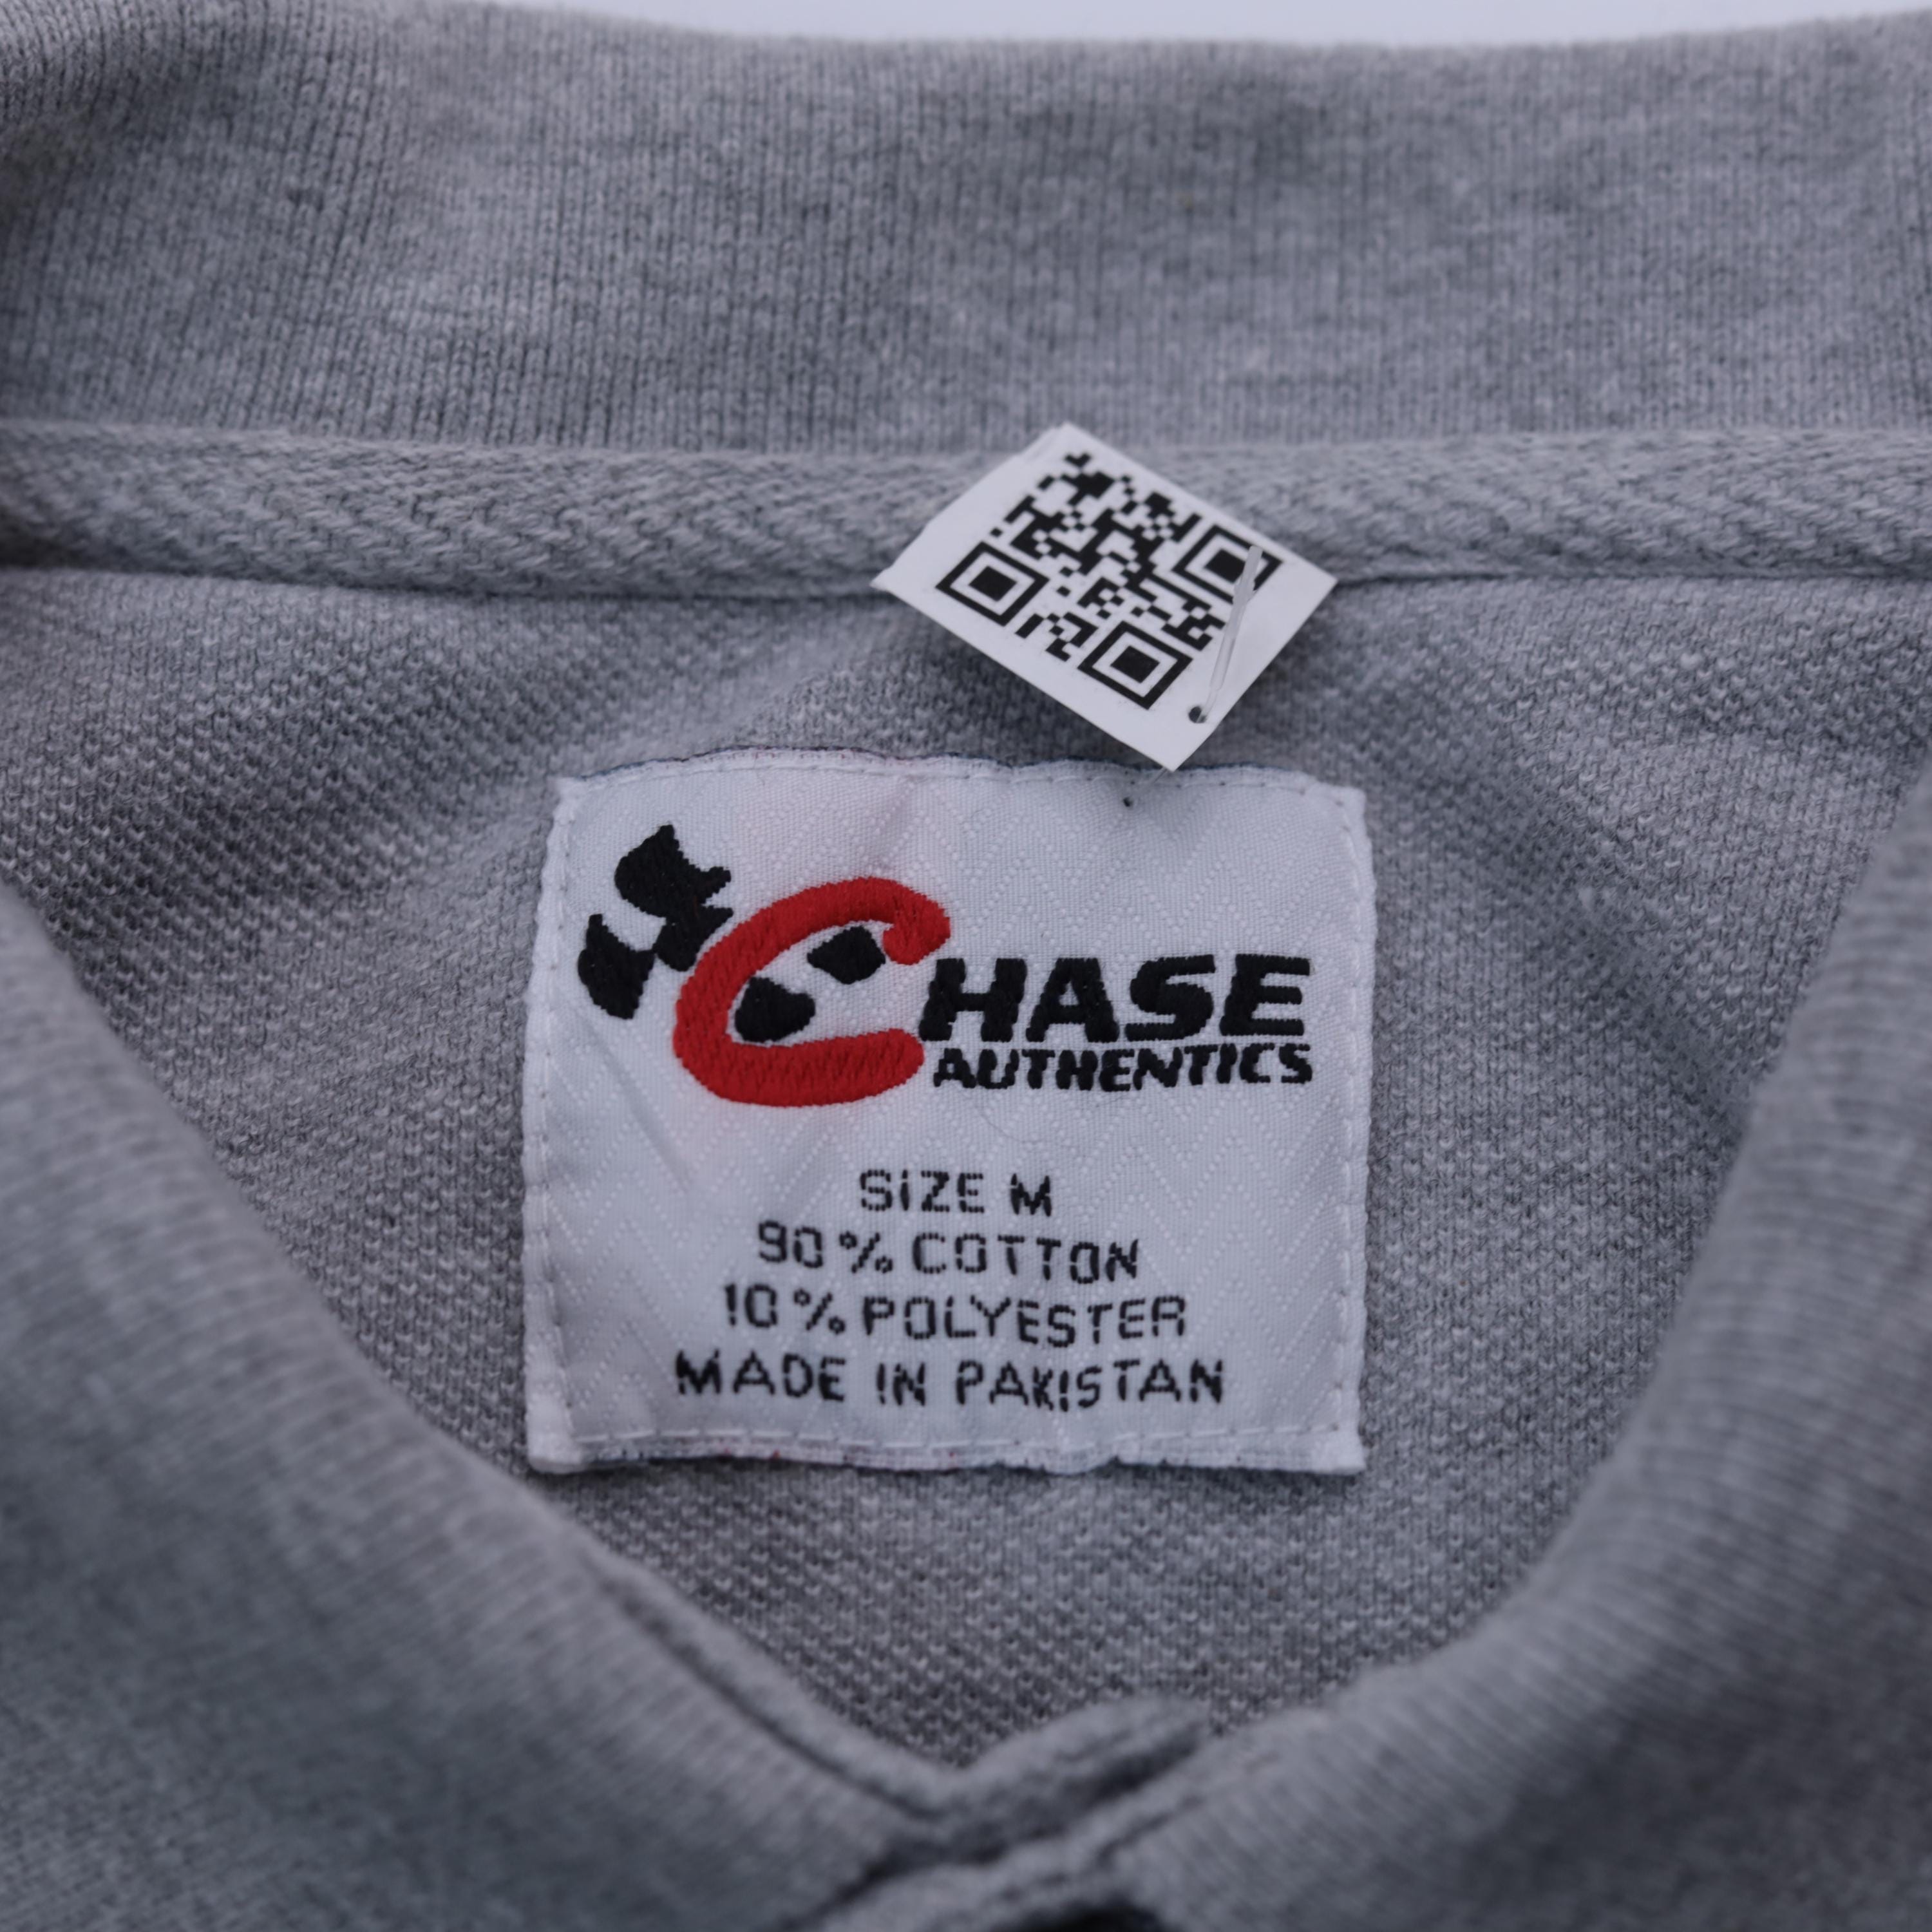 CHASE
AUTHENTICS
SIZE M
90% COTTON
10% POLYESTER
MADE IN PAKISTAN